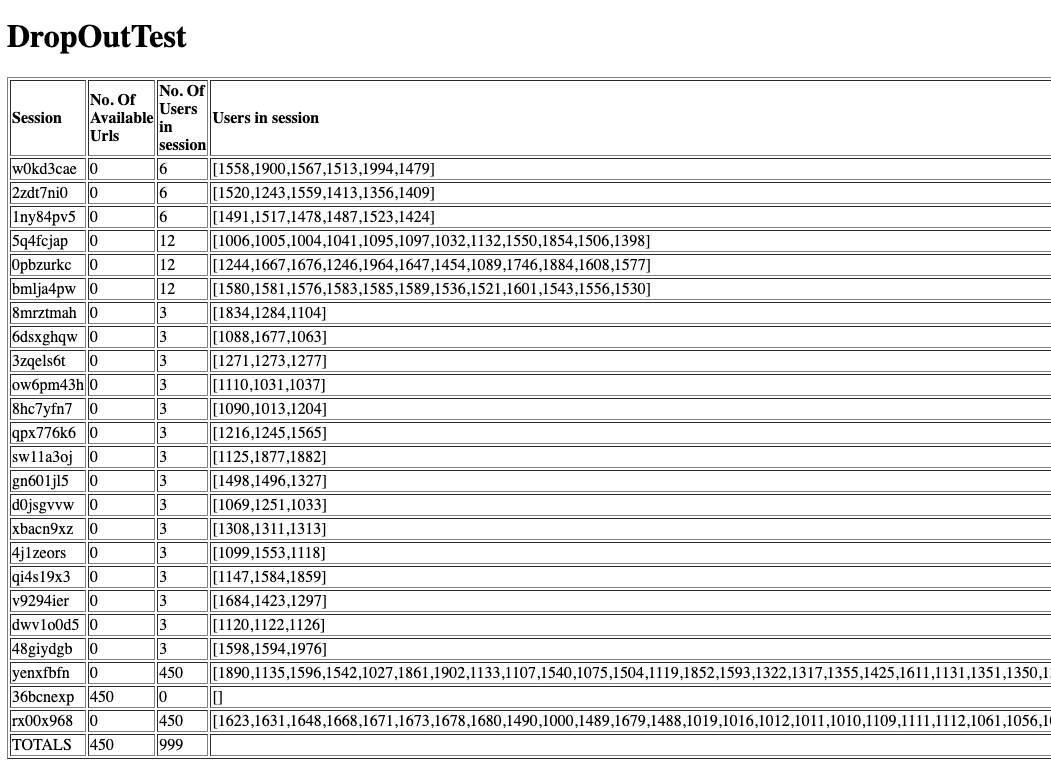 DropOutTest
Session No. Of Available Urls No. Of Users in session Users in session
w0kd3cae 0 6 [1558,1900,1567,1513,1994,1479]
2zdt7ni0 0 6 [1520,1243,1559,1413,1356,1409]
1ny84pv5 0 6 [1491,1517,1478,1487,1523,1424]
5q4fcjap 0 12 [1006,1005,1004,1041,1095,1097,1032,1132,1550,1854,1506,1398]
0pbzurkc 0 12 [1244,1667,1676,1246,1964,1647,1454,1089,1746,1884,1608,1577]
bmlja4pw 0 12 [1580,1581,1576,1583,1585,1589,1536,1521,1601,1543,1556,1530]
8mrztmah 0 3 [1834,1284,1104]
6dsxghqw 0 3 [1088,1677,1063]
3zqels6t 0 3 [1271,1273,1277]
ow6pm43h 0 3 [1110,1031,1037]
8hc7yfn7 0 3 [1090,1013,1204]
qpx776k6 0 3 [1216,1245,1565]
sw11a3oj 0 3 [1125,1877,1882]
gn601jl5 0 3 [1498,1496,1327]
d0jsgvvw 0 3 [1069,1251,1033]
xbacn9xz 0 3 [1308,1311,1313]
4j1zeors 0 3 [1099,1553,1118]
qi4s19x3 0 3 [1147,1584,1859]
v9294ier 0 3 [1684,1423,1297]
dwv1o0d5 0 3 [1120,1122,1126]
48giydgb 0 3 [1598,1594,1976]
yenxfbfn 0 450 [1890,1135,1596,1542,1027,1861,1902,1133,1107,1540,1075,1504,1119,1852,1593,1322,1317,1355,1425,1611,1131,1351,1350,
36bcnexp 450 0 []
rx00x968 0 450 [1623,1631,1648,1668,1671,1673,1678,1680,1490,1000,1489,1679,1488,1019,1016,1012,1011,1010,1109,1111,1112,1061,1056,
TOTALS 450 999